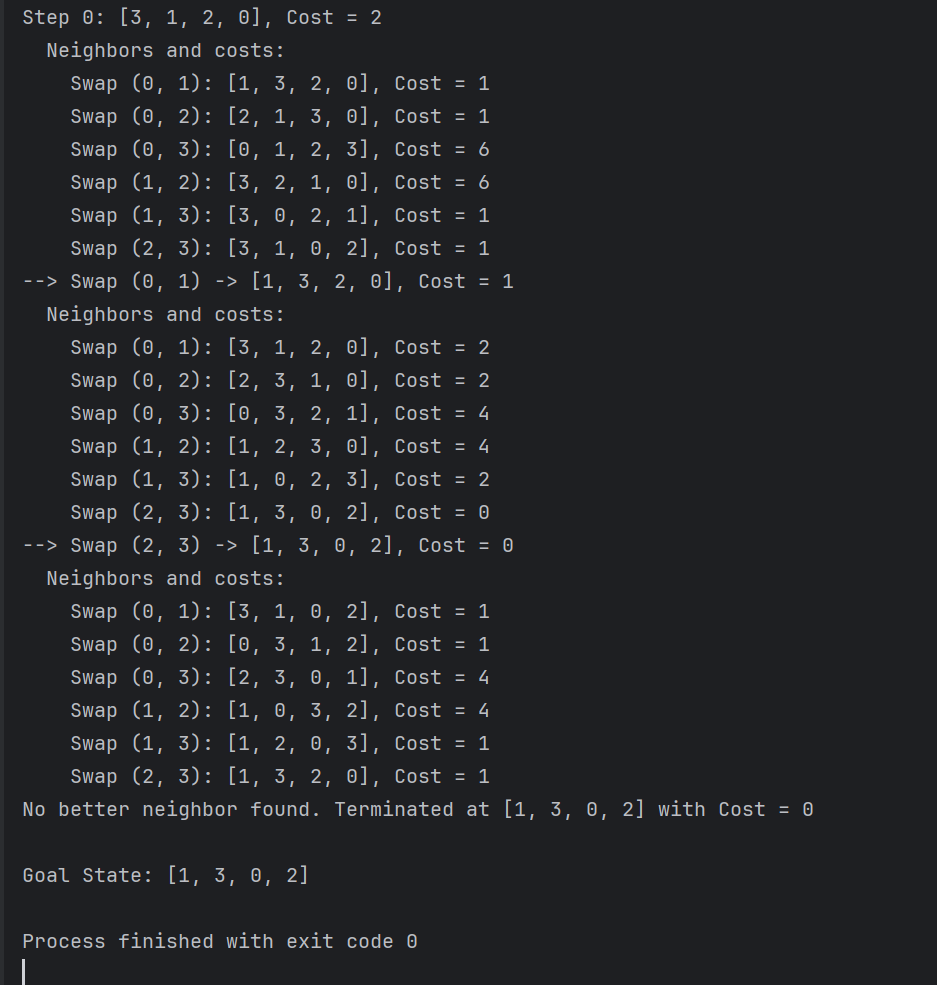 Step 0: [3, 1, 2, 0], Cost = 2
  Neighbors and costs:
    Swap (0, 1): [1, 3, 2, 0], Cost = 1
    Swap (0, 2): [2, 1, 3, 0], Cost = 1
    Swap (0, 3): [0, 1, 2, 3], Cost = 6
    Swap (1, 2): [3, 2, 1, 0], Cost = 6
    Swap (1, 3): [3, 0, 2, 1], Cost = 1
    Swap (2, 3): [3, 1, 0, 2], Cost = 1
--> Swap (0, 1) -> [1, 3, 2, 0], Cost = 1
  Neighbors and costs:
    Swap (0, 1): [3, 1, 2, 0], Cost = 2
    Swap (0, 2): [2, 3, 1, 0], Cost = 2
    Swap (0, 3): [0, 3, 2, 1], Cost = 4
    Swap (1, 2): [1, 2, 3, 0], Cost = 4
    Swap (1, 3): [1, 0, 2, 3], Cost = 2
    Swap (2, 3): [1, 3, 0, 2], Cost = 0
--> Swap (2, 3) -> [1, 3, 0, 2], Cost = 0
  Neighbors and costs:
    Swap (0, 1): [3, 1, 0, 2], Cost = 1
    Swap (0, 2): [0, 3, 1, 2], Cost = 1
    Swap (0, 3): [2, 3, 0, 1], Cost = 4
    Swap (1, 2): [1, 0, 3, 2], Cost = 4
    Swap (1, 3): [1, 2, 0, 3], Cost = 1
    Swap (2, 3): [1, 3, 2, 0], Cost = 1
No better neighbor found. Terminated at [1, 3, 0, 2] with Cost = 0

Goal State: [1, 3, 0, 2]

Process finished with exit code 0